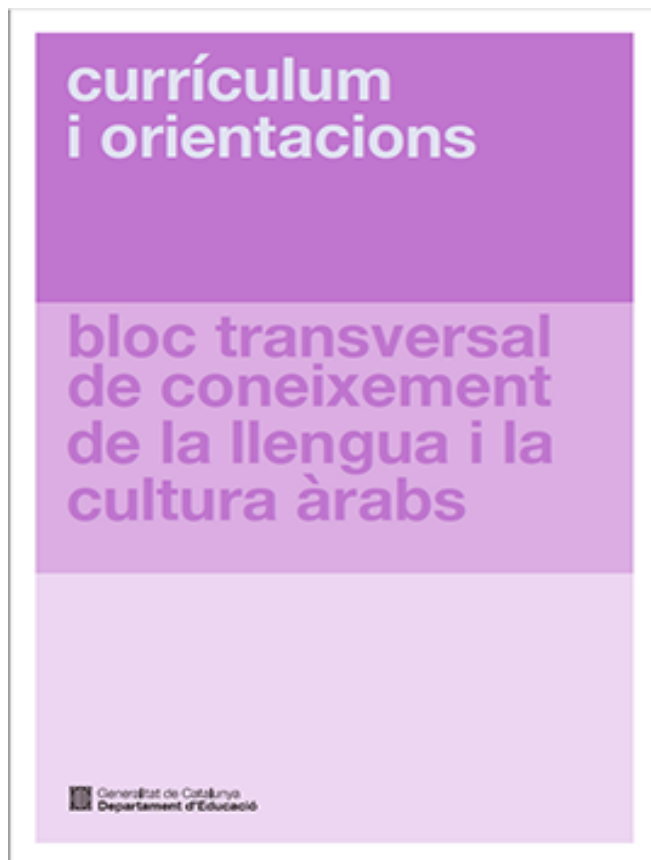 currículum
i orientacions
bloc transversal
de coneixement
de la llengua i la
cultura àrabs
Generalitat de Catalunya
Departament d'Educació